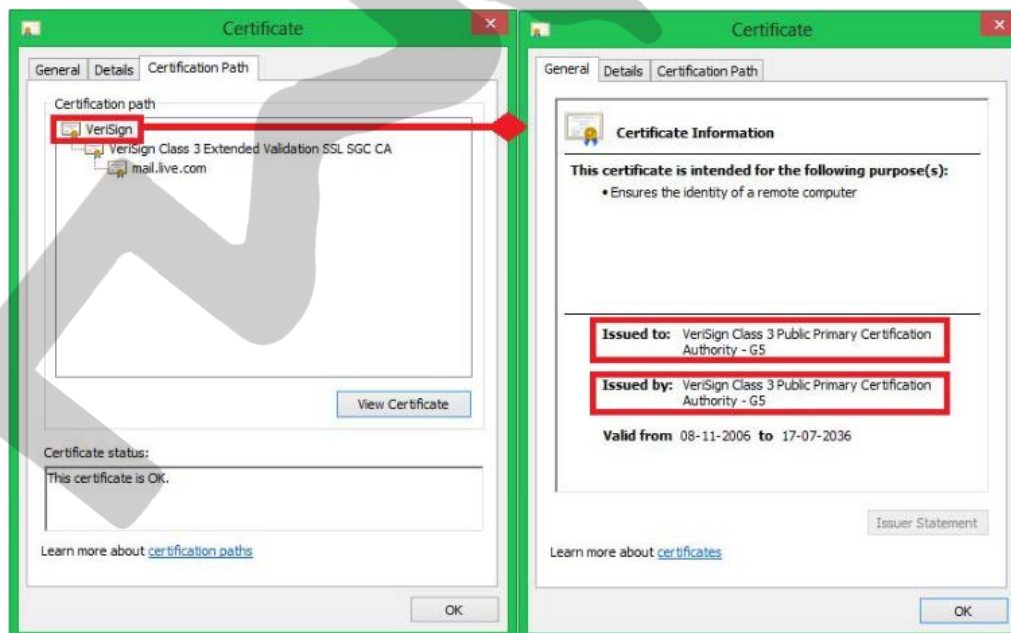 Certificate
General Details Certification Path
Certification path
VeriSign
VeriSign Class 3 Extended Validation SSL SGC CA
mail.live.com
View Certificate
Certificate status:
This certificate is OK.
Learn more about certification paths
OK
Certificate
General Details Certification Path
Certificate Information
This certificate is intended for the following purpose(s):
• Ensures the identity of a remote computer
Issued to: VeriSign Class 3 Public Primary Certification
Authority - G5
Issued by: VeriSign Class 3 Public Primary Certification
Authority - G5
Valid from 08-11-2006 to 17-07-2036
Issuer Statement
Learn more about certificates
OK